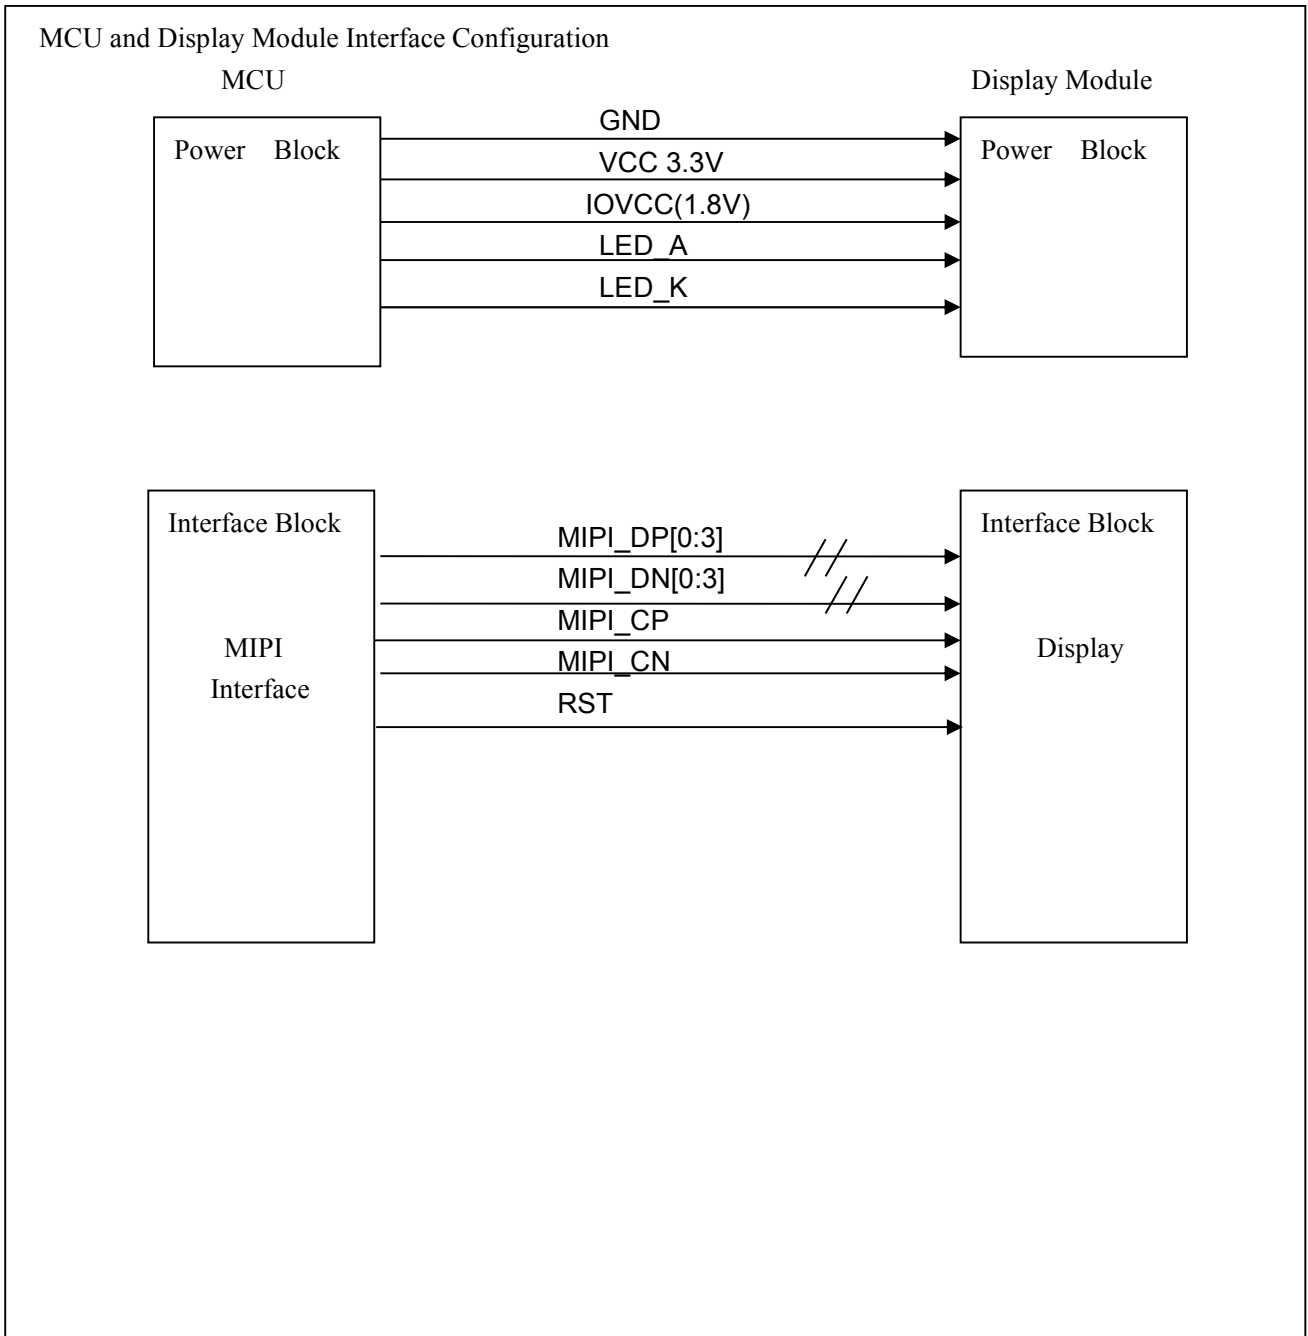 MCU and Display Module Interface Configuration
MCU
Display Module
Power Block
GND
Power Block
VCC 3.3V
IOVCC(1.8V)
LED_A
LED_K
Interface Block
Interface Block
MIPI_DP[0:3]
MIPI_DN[0:3]
MIPI_CP
MIPI
Interface
Display
MIPI_CN
RST